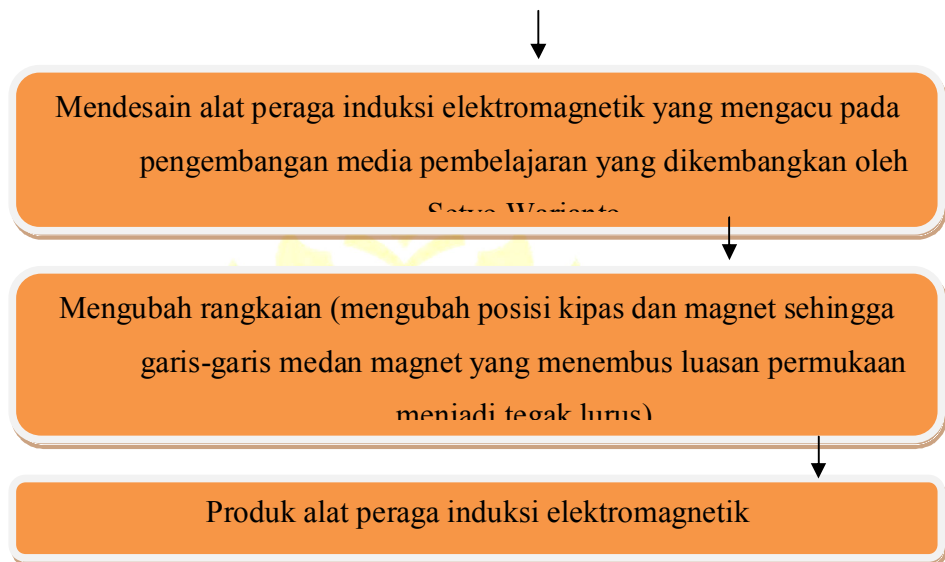 Mendesain alat peraga induksi elektromagnetik yang mengacu pada
pengembangan media pembelajaran yang dikembangkan oleh
Mengubah rangkaian (mengubah posisi kipas dan magnet sehingga
garis-garis medan magnet yang menembus luasan permukaan
menjadi tegak lurus)
Produk alat peraga induksi elektromagnetik